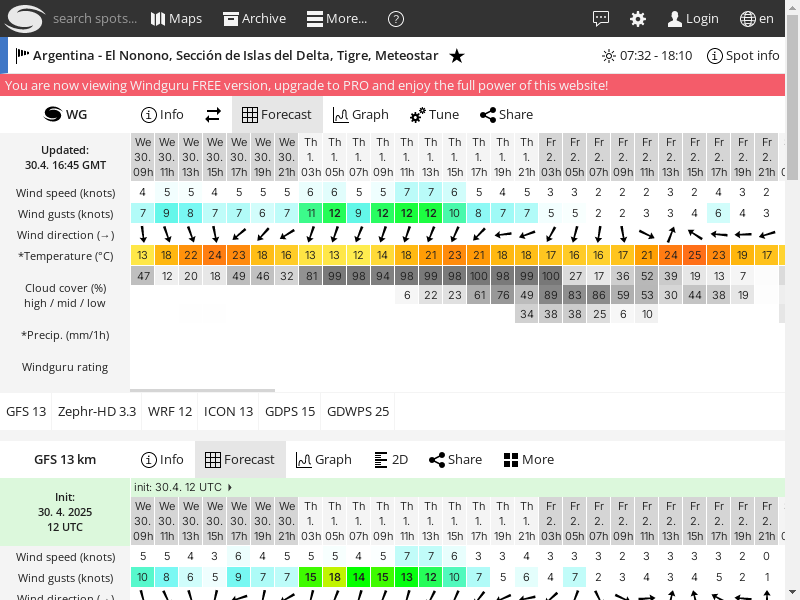 search spots... Maps Archive More... ? Login en
Argentina - El Nonono, Sección de Islas del Delta, Tigre, Meteostar ★ 07:32 - 18:10 Spot info
You are now viewing Windguru FREE version, upgrade to PRO and enjoy the full power of this website!
WG Info Forecast Graph Tune Share
Updated:
30.4. 16:45 GMT
We We We We We We We Th Th Th Th Th Th Th Th Th Th Fr Fr Fr Fr Fr Fr Fr Fr Fr Fr
30. 30. 30. 30. 30. 30. 30. 1. 1. 1. 1. 1. 1. 1. 1. 1. 1. 2. 2. 2. 2. 2. 2. 2. 2. 2. 2.
09h 11h 13h 15h 17h 19h 21h 03h 05h 07h 09h 11h 13h 15h 17h 19h 21h 03h 05h 07h 09h 11h 13h 15h 17h 19h 21h
Wind speed (knots) 4 5 5 4 5 5 5 6 6 5 5 7 7 6 5 4 5 3 3 2 2 2 3 2 4 3 2
Wind gusts (knots) 7 9 8 7 7 6 7 11 12 9 12 12 12 10 8 7 7 5 5 2 2 3 3 4 6 4 3
Wind direction (→)
*Temperature (°C) 13 18 22 24 23 18 16 13 13 12 14 18 21 23 21 18 18 17 16 16 17 21 24 25 23 19 17
47 12 20 18 49 46 32 81 99 98 94 98 99 98 100 98 99 100 27 17 36 52 39 19 13 7
Cloud cover (%)
high / mid / low
6 22 23 61 76 49 89 83 86 59 53 30 44 38 19
34 38 38 25 6 10
*Precip. (mm/1h)
Windguru rating
GFS 13 Zephr-HD 3.3 WRF 12 ICON 13 GDPS 15 GDWPS 25
GFS 13 km Info Forecast Graph 2D Share More
init: 30.4. 12 UTC
Init:
30. 4. 2025
12 UTC
We We We We We We We Th Th Th Th Th Th Th Th Th Th Fr Fr Fr Fr Fr Fr Fr Fr Fr Fr
30. 30. 30. 30. 30. 30. 30. 1. 1. 1. 1. 1. 1. 1. 1. 1. 1. 2. 2. 2. 2. 2. 2. 2. 2. 2. 2.
09h 11h 13h 15h 17h 19h 21h 03h 05h 07h 09h 11h 13h 15h 17h 19h 21h 03h 05h 07h 09h 11h 13h 15h 17h 19h 21h
Wind speed (knots) 5 5 4 3 6 4 5 5 5 4 5 7 7 6 3 3 4 3 3 2 3 3 3 3 3 2 0
Wind gusts (knots) 10 8 6 5 9 7 7 15 18 14 15 13 12 10 7 5 6 4 7 2 3 4 3 4 5 2 1
Wind direction (→)